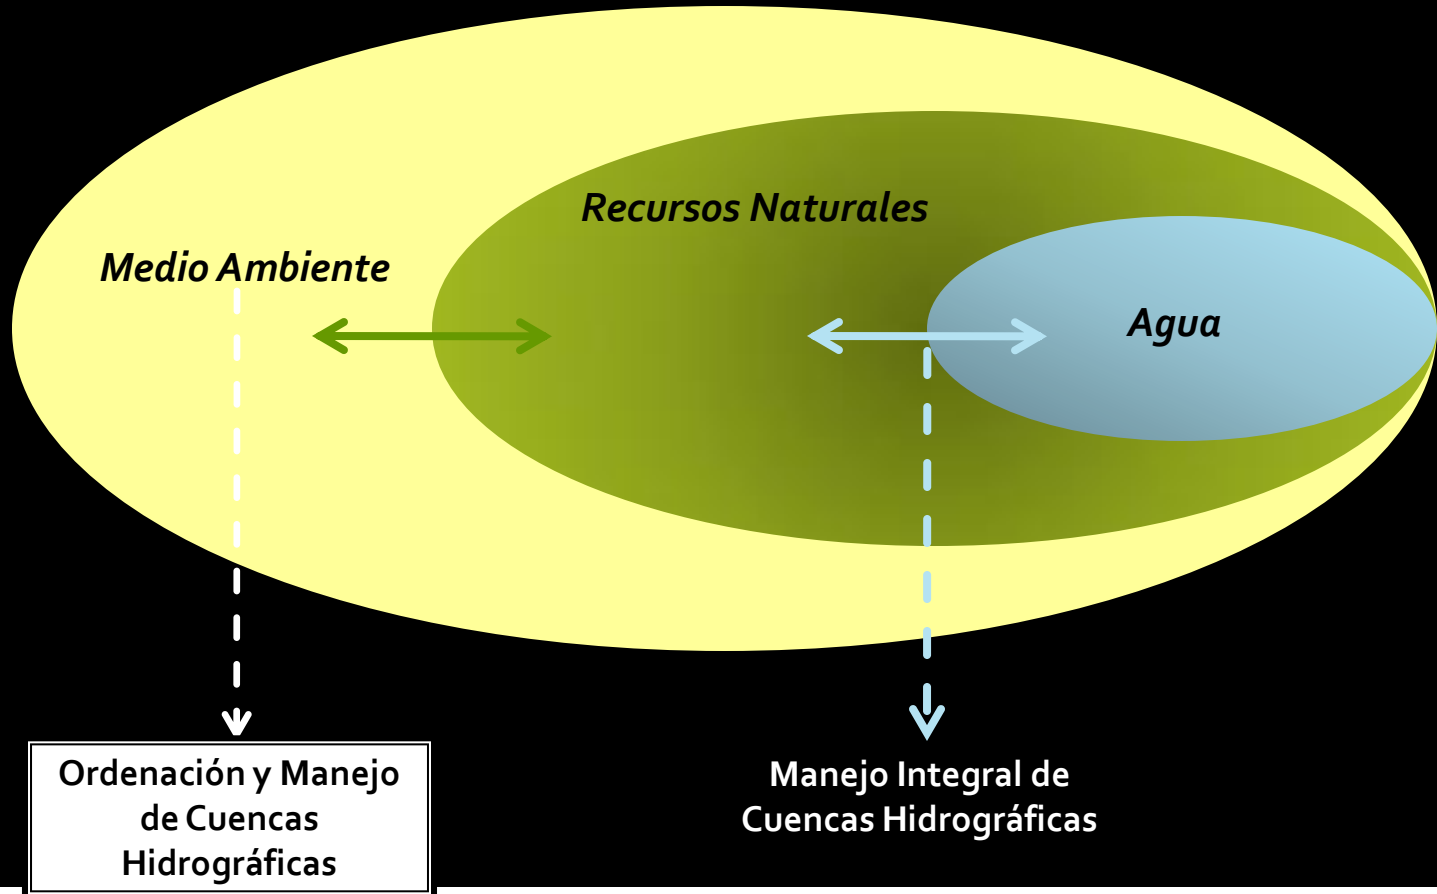 Recursos Naturales
Medio Ambiente
Agua
Ordenación y Manejo
de Cuencas
Hidrográficas
Manejo Integral de
Cuencas Hidrográficas